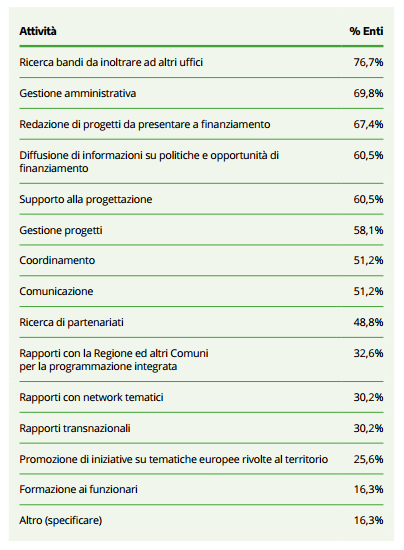 Attività % Enti
Ricerca bandi da inoltrare ad altri uffici 76,7%
Gestione amministrativa 69,8%
Redazione di progetti da presentare a finanziamento 67,4%
Diffusione di informazioni su politiche e opportunità di
finanziamento 60,5%
Supporto alla progettazione 60,5%
Gestione progetti 58,1%
Coordinamento 51,2%
Comunicazione 51,2%
Ricerca di partenariati 48,8%
Rapporti con la Regione ed altri Comuni
per la programmazione integrata 32,6%
Rapporti con network tematici 30,2%
Rapporti transnazionali 30,2%
Promozione di iniziative su tematiche europee rivolte al territorio 25,6%
Formazione ai funzionari 16,3%
Altro (specificare) 16,3%